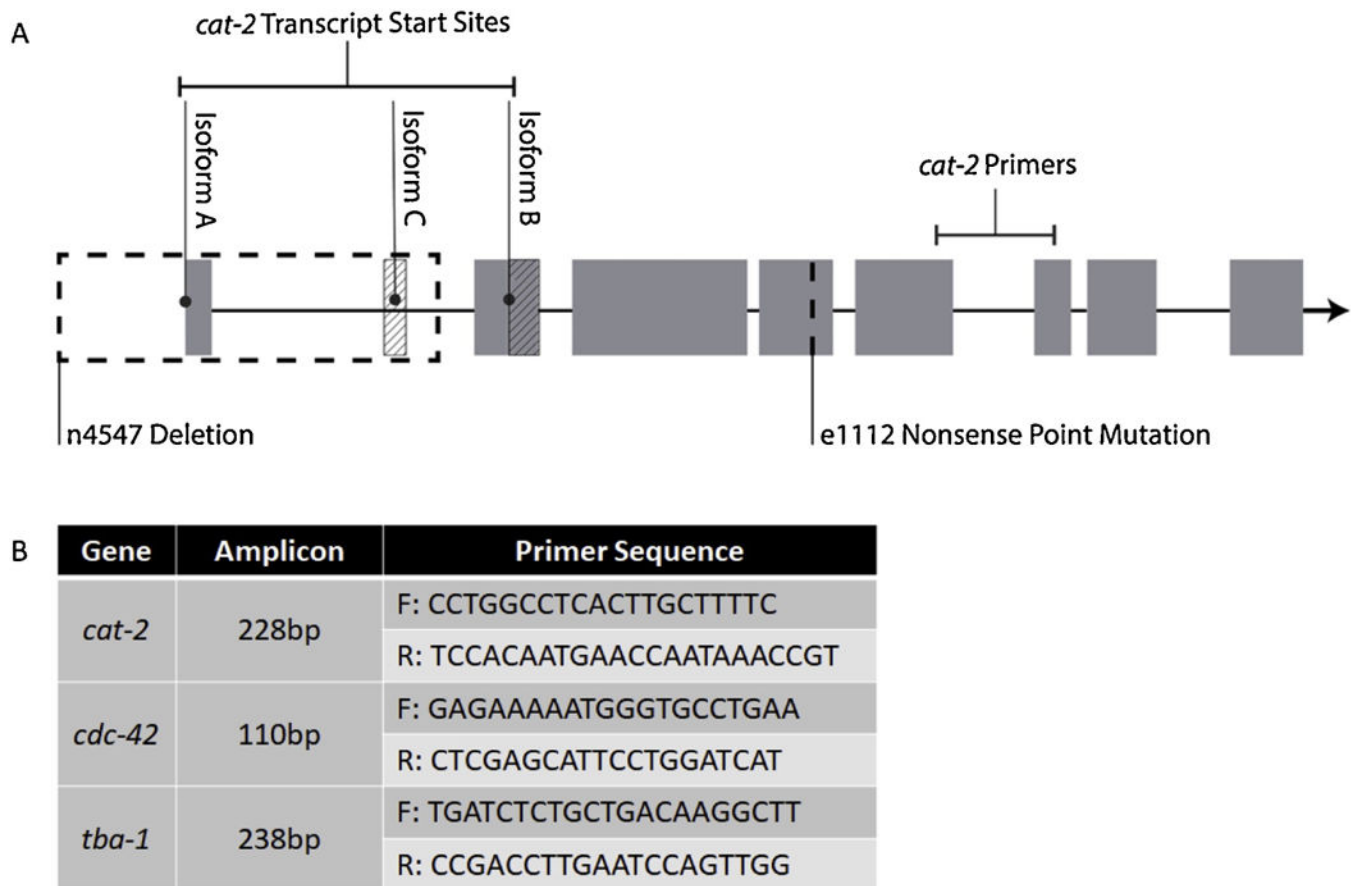 A
cat-2 Transcript Start Sites
Isoform A
Isoform C
Isoform B
cat-2 Primers
n4547 Deletion
e1112 Nonsense Point Mutation
B
Gene Amplicon Primer Sequence
cat-2 228bp
F: CCTGGCCTCACTTGCTTTTC
R: TCCACAATGAACCAATAAACCGT
cdc-42 110bp
F: GAGAAAAATGGGTGCCTGAA
R: CTCGAGCATTCCTGGATCAT
tba-1 238bp
F: TGATCTCTGCTGACAAGGCTT
R: CCGACCTTGAATCCAGTTGG